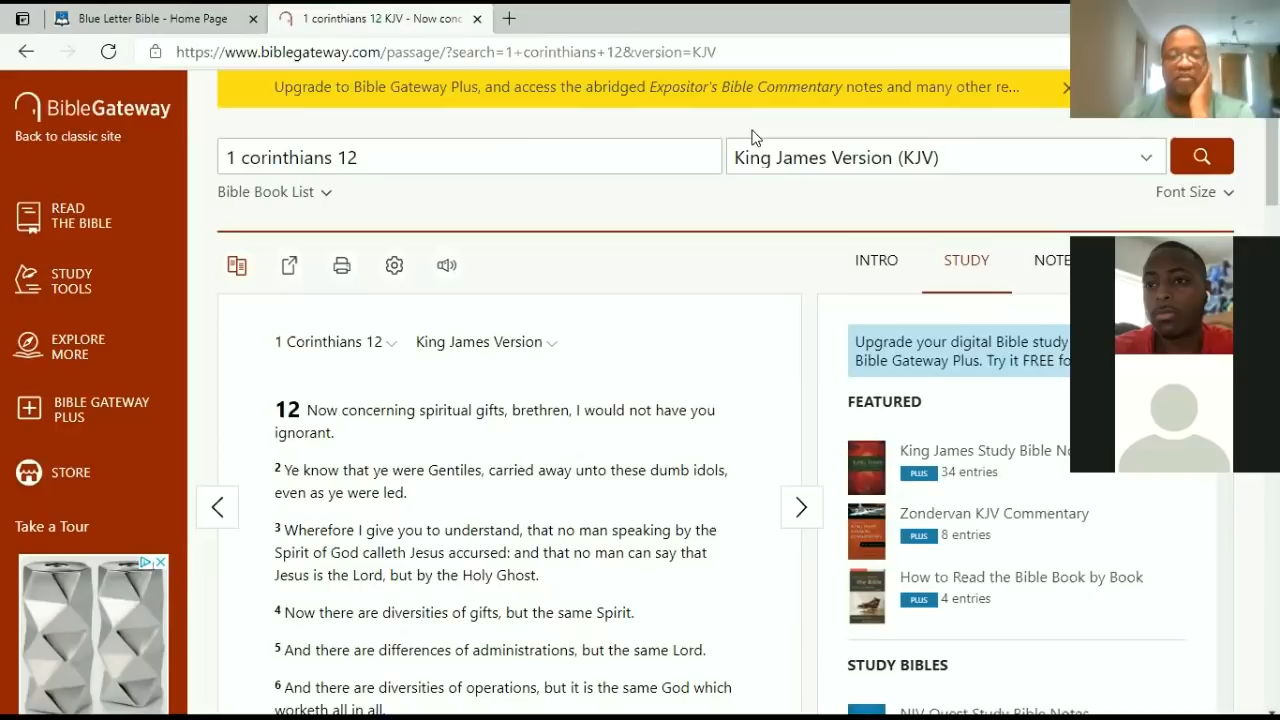 Blue Letter Bible - Home Page
1 corinthians 12 KJV - Now conc
https://www.biblegateway.com/passage/?search=1+corinthians+12&version=KJV
Upgrade to Bible Gateway Plus, and access the abridged Expositor's Bible Commentary notes and many other re...
BibleGateway
Back to classic site
READ
THE BIBLE
STUDY
TOOLS
EXPLORE
MORE
BIBLE GATEWAY
PLUS
STORE
Take a Tour
1 corinthians 12
King James Version (KJV)
Bible Book List
Font Size
INTRO
STUDY
NOTE
1 Corinthians 12
King James Version
12 Now concerning spiritual gifts, brethren, I would not have you
ignorant.
2 Ye know that ye were Gentiles, carried away unto these dumb idols,
even as ye were led.
3 Wherefore I give you to understand, that no man speaking by the
Spirit of God calleth Jesus accursed: and that no man can say that
Jesus is the Lord, but by the Holy Ghost.
4 Now there are diversities of gifts, but the same Spirit.
5 And there are differences of administrations, but the same Lord.
6 And there are diversities of operations, but it is the same God which
worketh all in all.
Upgrade your digital Bible study
Bible Gateway Plus. Try it FREE fo
FEATURED
King James Study Bible No
PLUS 34 entries
Zondervan KJV Commentary
PLUS 8 entries
How to Read the Bible Book by Book
PLUS 4 entries
STUDY BIBLES
NIV Quest Study Bible Notes